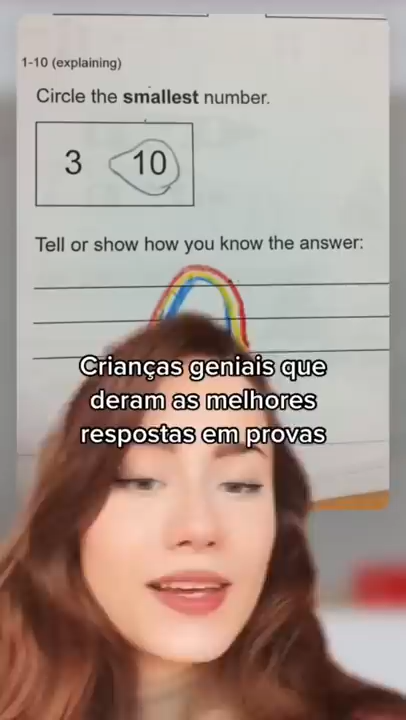 1-10 (explaining)
Circle the smallest number.
3 10
Tell or show how you know the answer:
Crianças geniais que
deram as melhores
respostas em provas